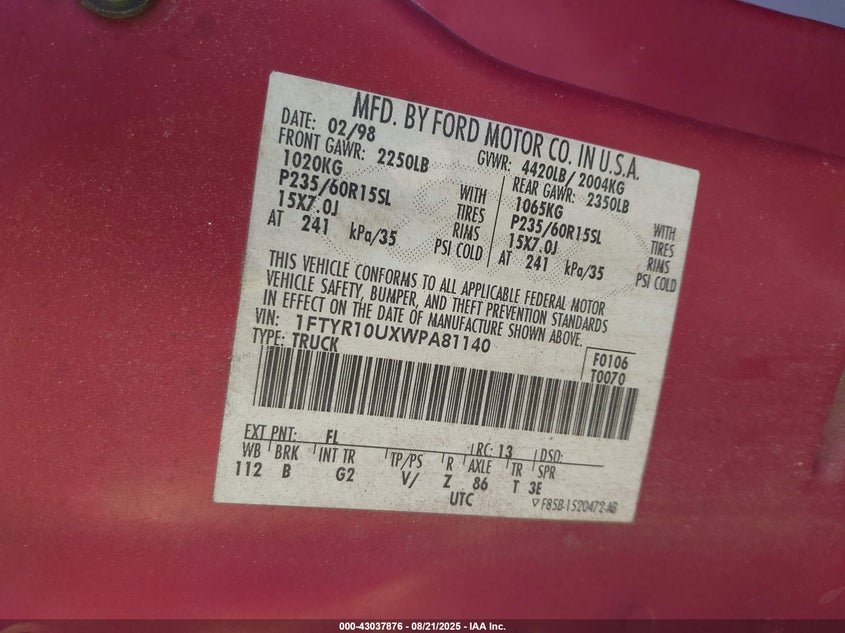 MFD. BY FORD MOTOR CO. IN U.S.A.
DATE: 02/98 GVWR: 4420LB/2004KG
FRONT GAWR: 2250LB REAR GAWR: 2350LB
1020KG WITH 1065KG WITH
P235/60R15SL TIRES P235/60R15SL TIRES
15X7.0J RIMS 15X7.0J RIMS
AT 241 kPa/35 PSI COLD AT 241 kPa/35 PSI COLD
THIS VEHICLE CONFORMS TO ALL APPLICABLE FEDERAL MOTOR
VEHICLE SAFETY, BUMPER, AND THEFT PREVENTION STANDARDS
IN EFFECT ON THE DATE OF MANUFACTURE SHOWN ABOVE.
VIN: 1FTYR10UXWPA81140
TYPE: TRUCK
F0106
T0070
EXT PNT: FL RC: 13 DSO:
WB BRK INT TR TP/PS R AXLE TR SPR
112 B G2 V/ Z 86 T 3E
UTC
▽ F85B-1520472-AB
000-43037876 - 08/21/2025 - IAA Inc.